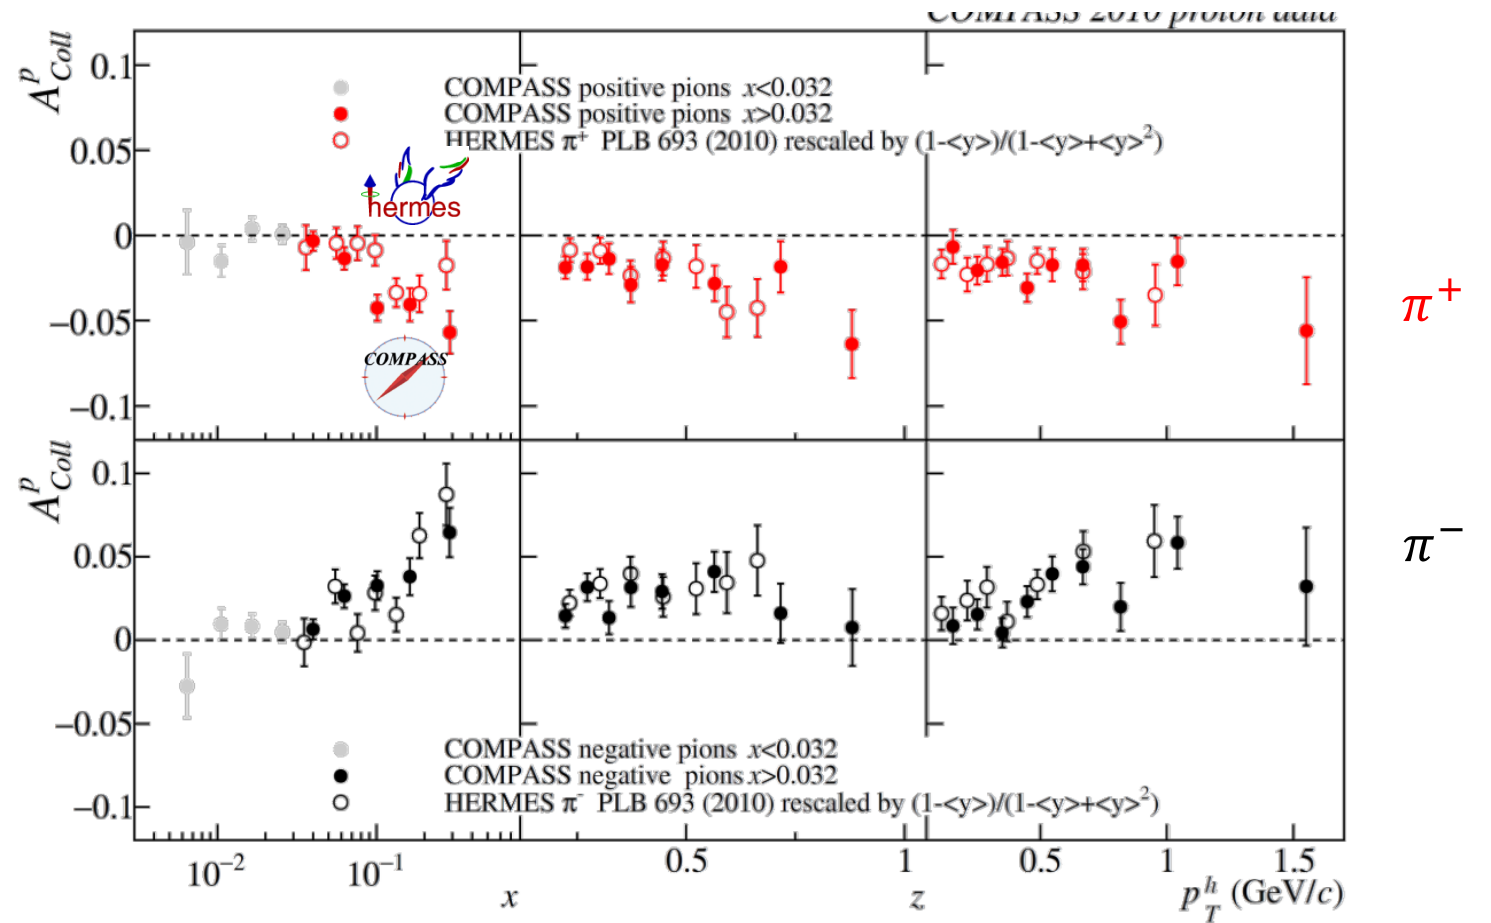 COMPASS 2010 proton data
A^p_Coll
0.1
0.05
0
−0.05
−0.1
COMPASS positive pions x<0.032
COMPASS positive pions x>0.032
HERMES π⁺ PLB 693 (2010) rescaled by (1-<y>)/(1-<y>+<y>²)
hermes
COMPASS
π⁺
A^p_Coll
0.1
0.05
0
−0.05
−0.1
π⁻
COMPASS negative pions x<0.032
COMPASS negative pions x>0.032
HERMES π⁻ PLB 693 (2010) rescaled by (1-<y>)/(1-<y>+<y>²)
10⁻² 10⁻¹ 0.5 1 0.5 1 1.5
x z p^h_T (GeV/c)